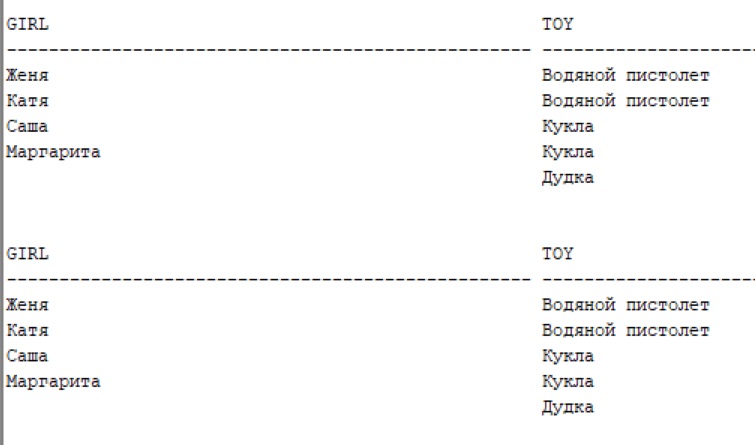 GIRL TOY
-------------------------------------------------- --------------------
Женя Водяной пистолет
Катя Водяной пистолет
Саша Кукла
Маргарита Кукла
Дудка
GIRL TOY
-------------------------------------------------- --------------------
Женя Водяной пистолет
Катя Водяной пистолет
Саша Кукла
Маргарита Кукла
Дудка